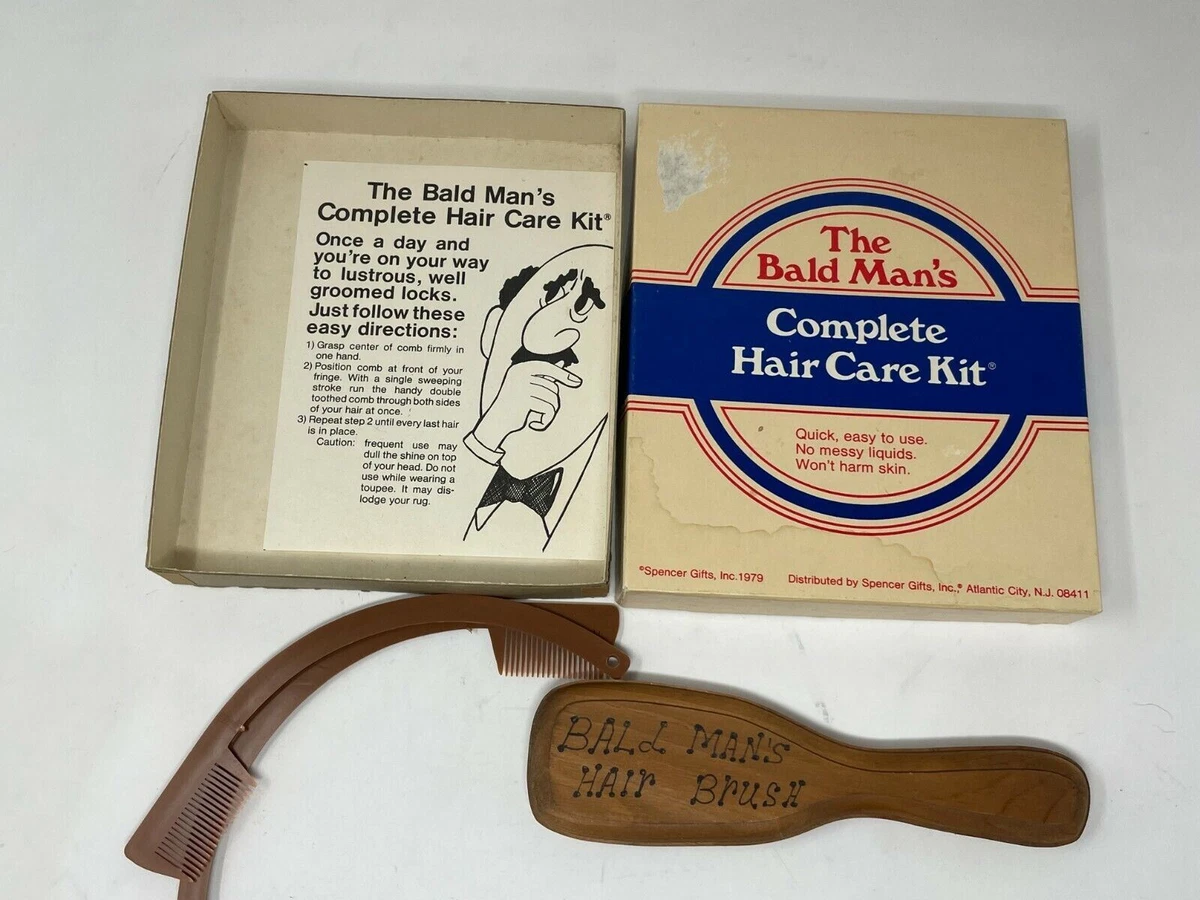 The Bald Man's
Complete Hair Care Kit®
Once a day and
you're on your way
to lustrous, well
groomed locks.
Just follow these
easy directions:
1) Grasp center of comb firmly in
one hand.
2) Position comb at front of your
fringe. With a single sweeping
stroke run the handy double
toothed comb through both sides
of your hair at once.
3) Repeat step 2 until every last hair
is in place.
Caution: frequent use may
dull the shine on top
of your head. Do not
use while wearing a
toupee. It may dis-
lodge your rug.
The
Bald Man's
Complete
Hair Care Kit®
Quick, easy to use.
No messy liquids.
Won't harm skin.
©Spencer Gifts, Inc. 1979 Distributed by Spencer Gifts, Inc.,® Atlantic City, N.J. 08411
BALd MAN'S
HAIr BrusH